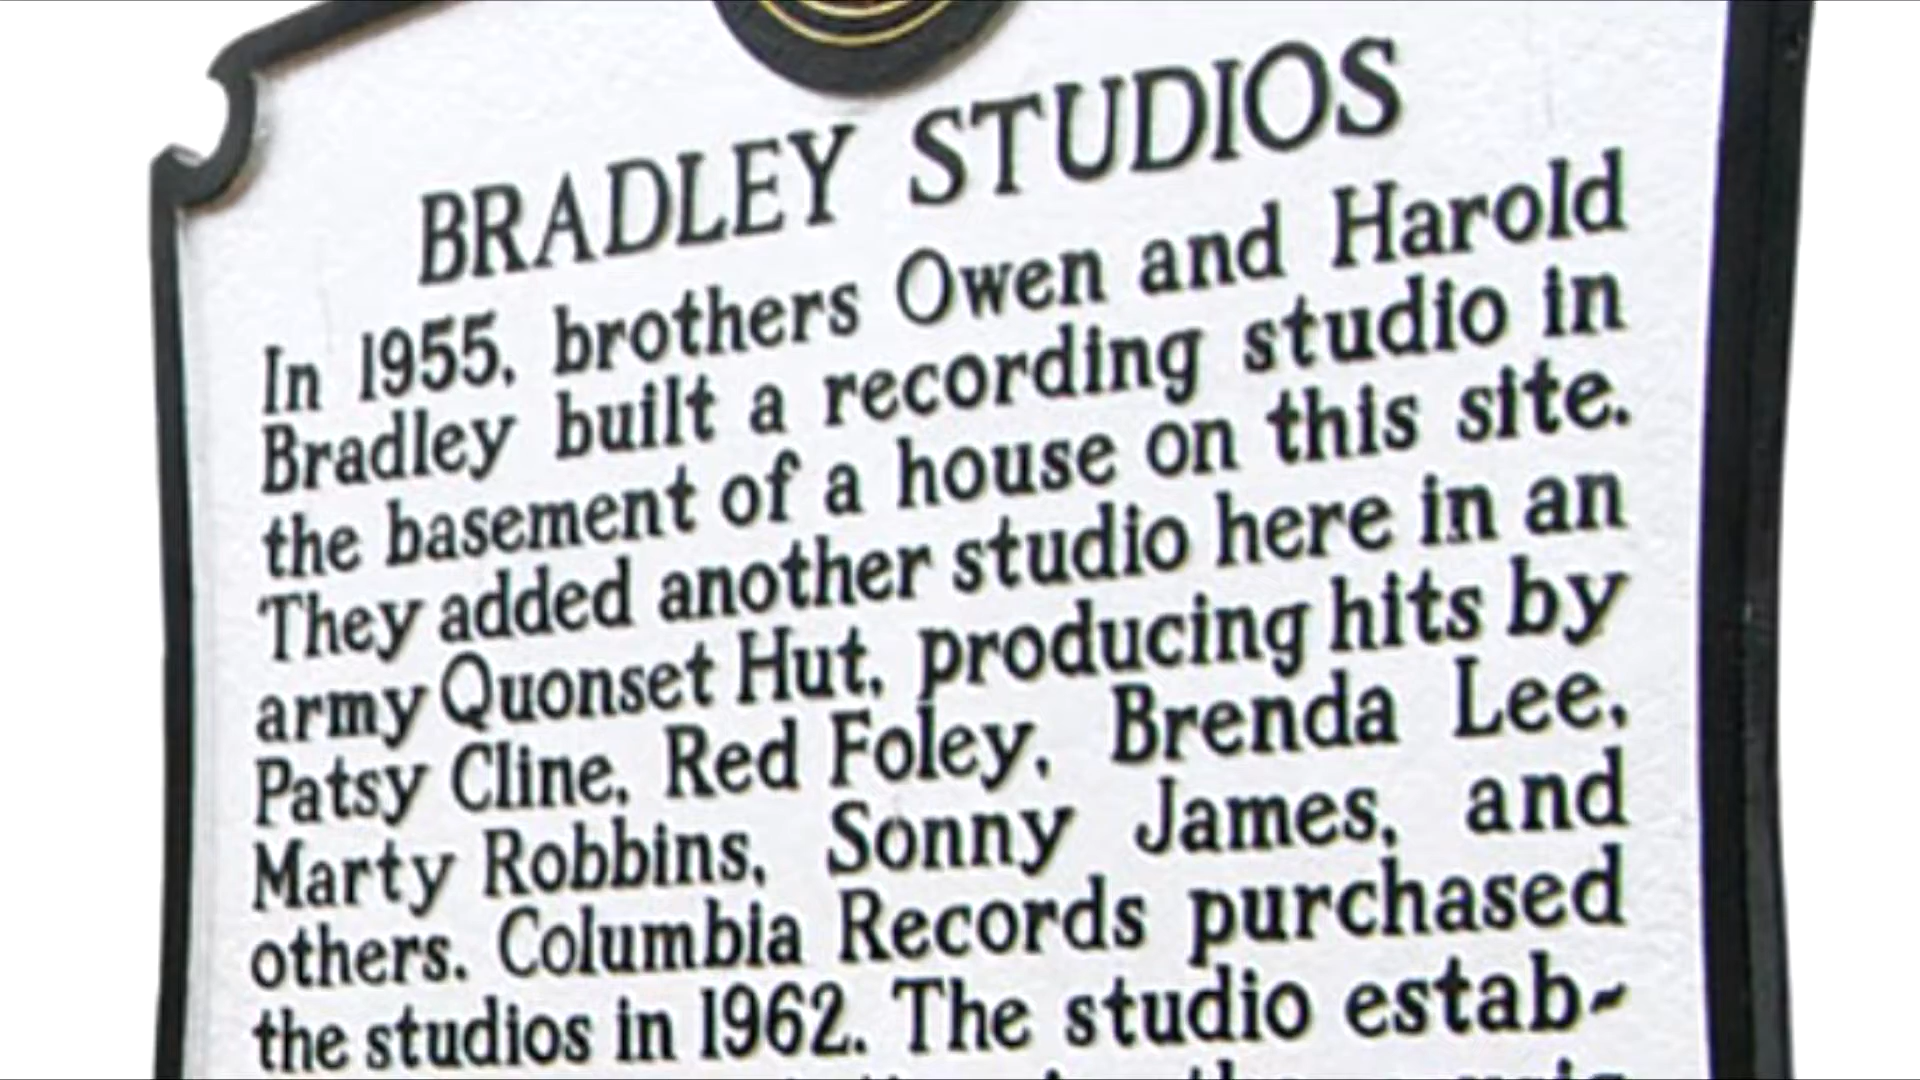 BRADLEY STUDIOS
In 1955, brothers Owen and Harold
Bradley built a recording studio in
the basement of a house on this site.
They added another studio here in an
army Quonset Hut, producing hits by
Patsy Cline, Red Foley, Brenda Lee,
Marty Robbins, Sonny James, and
others. Columbia Records purchased
the studios in 1962. The studio estab-